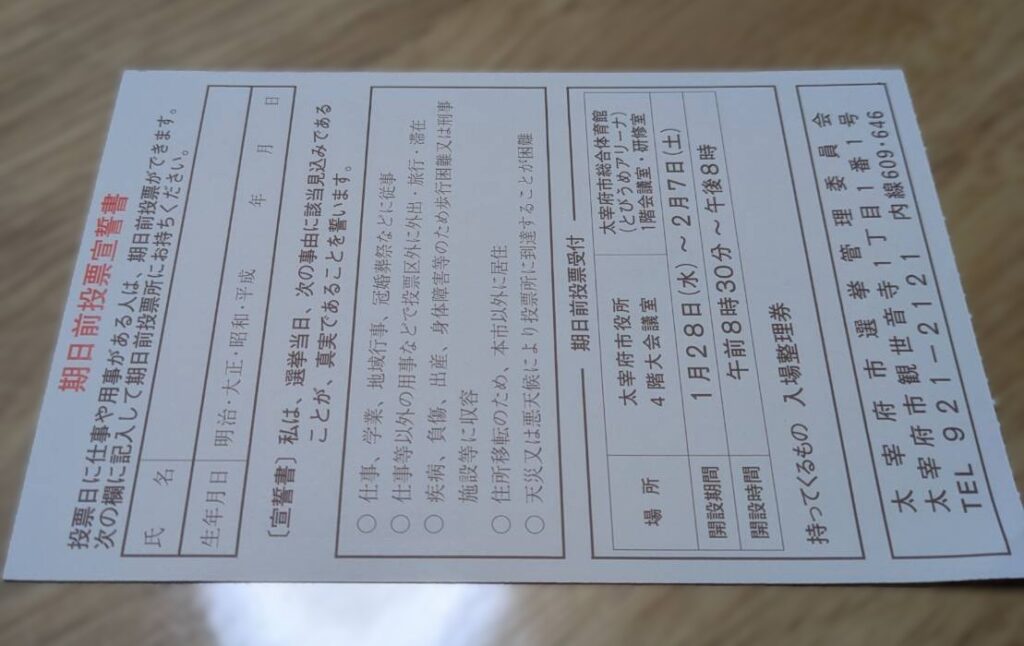 期日前投票宣誓書
投票日に仕事や用事がある人は、期日前投票ができます。
次の欄に記入して期日前投票所にお持ちください。
氏 名
生年月日 明治・大正・昭和・平成 年 月 日
〔宣誓書〕私は、選挙当日、次の事由に該当見込みである
ことが、真実であることを誓います。
○ 仕事、学業、地域行事、冠婚葬祭などに従事
○ 仕事等以外の用事などで投票区外に外出・旅行・滞在
○ 疾病、負傷、出産、身体障害等のため歩行困難又は刑事
施設等に収容
○ 住所移転のため、本市以外に居住
○ 天災又は悪天候により投票所に到達することが困難
期日前投票受付
場 所
太宰府市役所
4階大会議室
太宰府市総合体育館
(とびうめアリーナ)
1階会議室・研修室
開設期間 1月28日(水)~2月7日(土)
開設時間 午前8時30分~午後8時
持ってくるもの 入場整理券
太宰府市選挙管理委員会
太宰府市観世音寺1丁目1番1号
TEL 921-2121 内線609・646